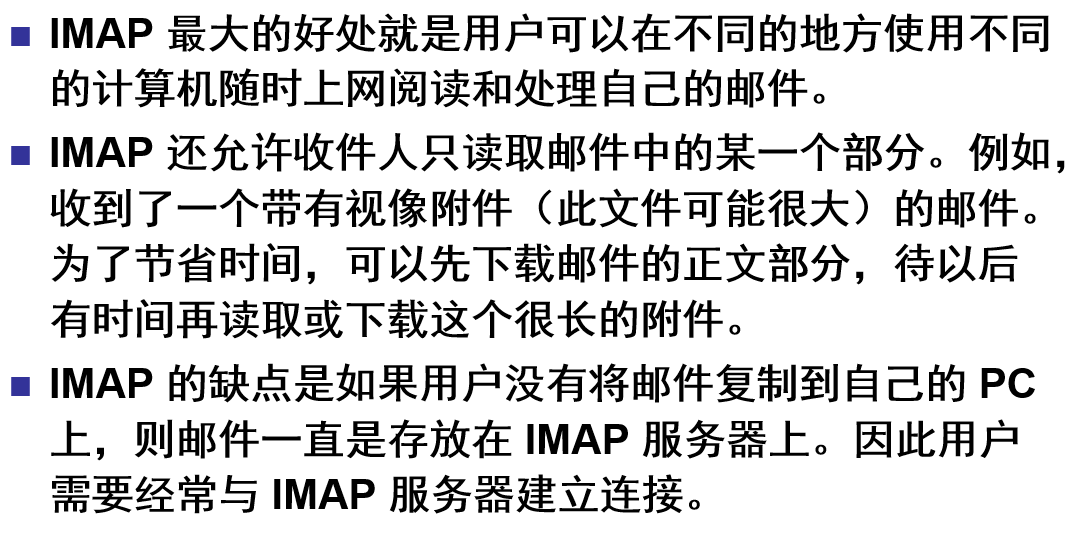 ■ IMAP 最大的好处就是用户可以在不同的地方使用不同
的计算机随时上网阅读和处理自己的邮件。
■ IMAP 还允许收件人只读取邮件中的某一个部分。例如，
收到了一个带有视像附件（此文件可能很大）的邮件。
为了节省时间，可以先下载邮件的正文部分，待以后
有时间再读取或下载这个很长的附件。
■ IMAP 的缺点是如果用户没有将邮件复制到自己的 PC
上，则邮件一直是存放在 IMAP 服务器上。因此用户
需要经常与 IMAP 服务器建立连接。